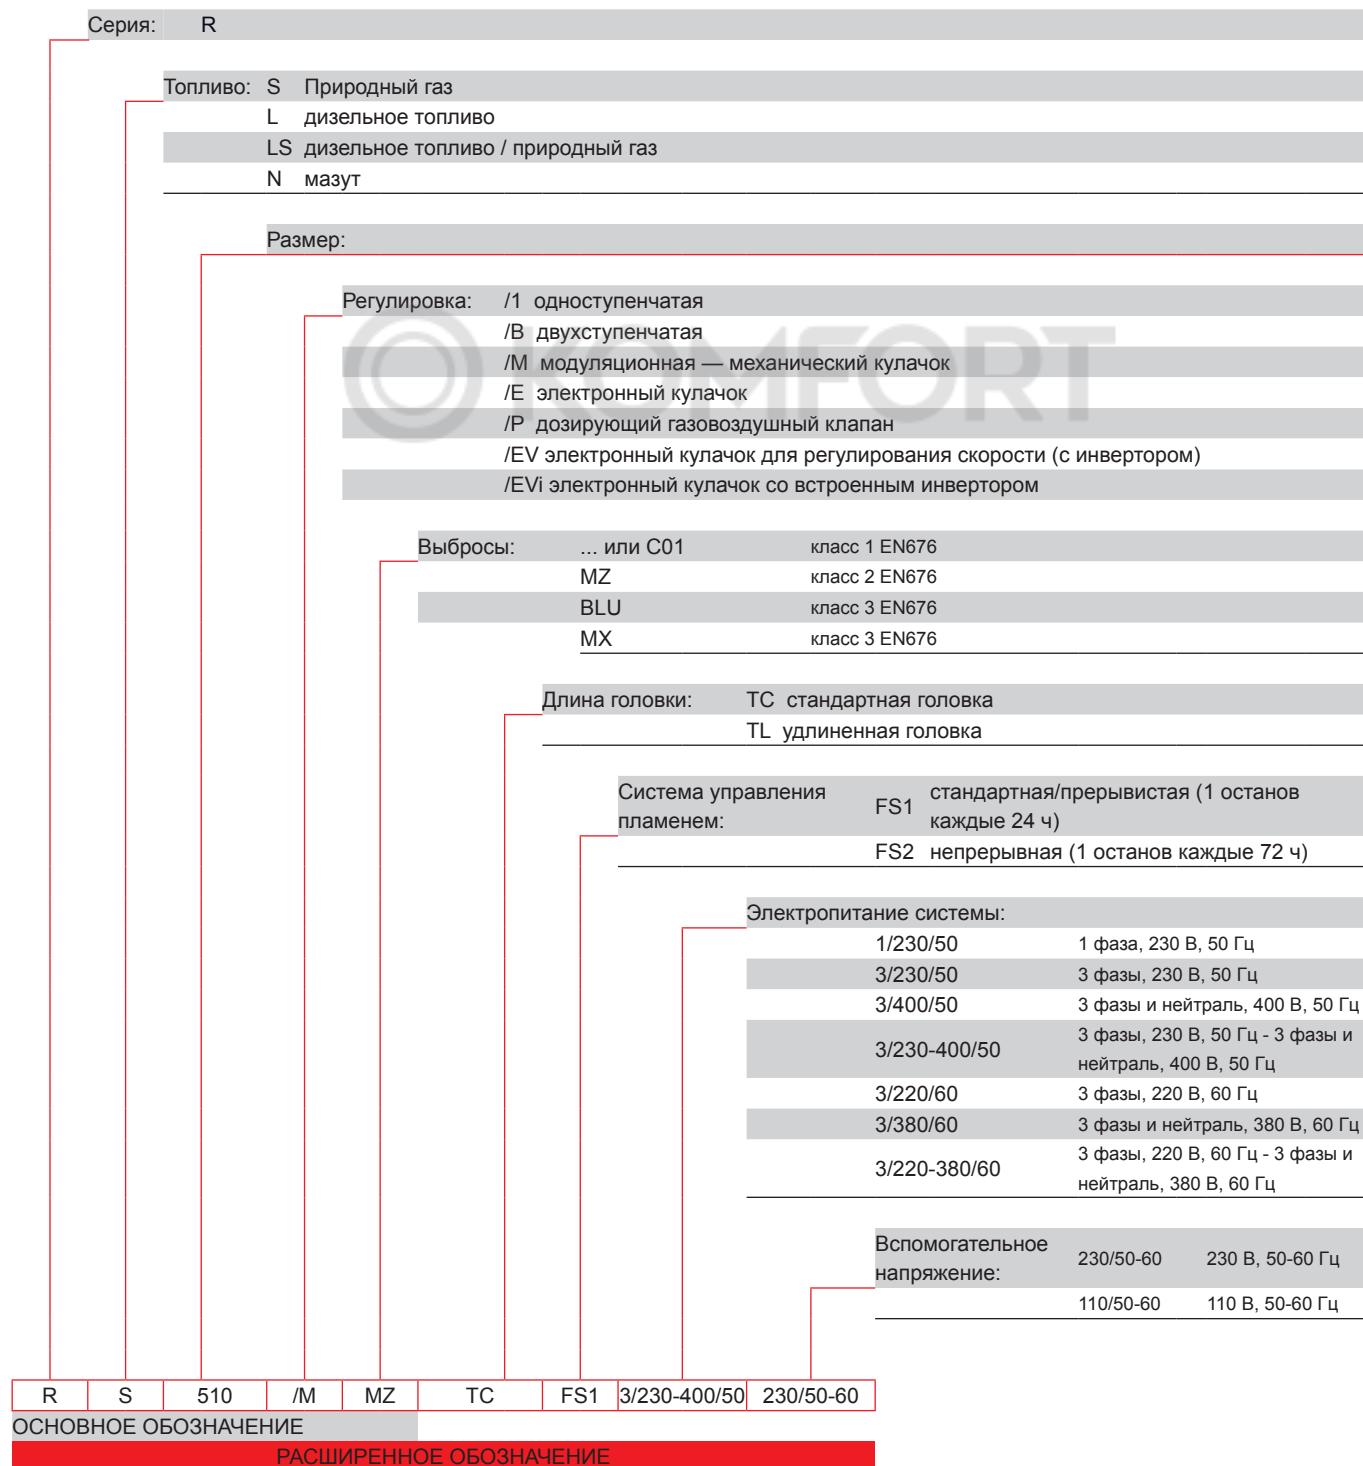 Серия: R
Топливо: S Природный газ
L дизельное топливо
LS дизельное топливо / природный газ
N мазут
Размер:
Регулировка: /1 одноступенчатая
/B двухступенчатая
/M модуляционная — механический кулачок
/E электронный кулачок
/P дозирующий газовоздушный клапан
/EV электронный кулачок для регулирования скорости (с инвертором)
/EVi электронный кулачок со встроенным инвертором
KOMFORT
Выбросы: ... или C01 класс 1 EN676
MZ класс 2 EN676
BLU класс 3 EN676
MX класс 3 EN676
Длина головки: TC стандартная головка
TL удлиненная головка
Система управления пламенем: FS1 стандартная/прерывистая (1 останов
каждые 24 ч)
FS2 непрерывная (1 останов каждые 72 ч)
Электропитание системы:
1/230/50 1 фаза, 230 В, 50 Гц
3/230/50 3 фазы, 230 В, 50 Гц
3/400/50 3 фазы и нейтраль, 400 В, 50 Гц
3/230-400/50 3 фазы, 230 В, 50 Гц - 3 фазы и
нейтраль, 400 В, 50 Гц
3/220/60 3 фазы, 220 В, 60 Гц
3/380/60 3 фазы и нейтраль, 380 В, 60 Гц
3/220-380/60 3 фазы, 220 В, 60 Гц - 3 фазы и
нейтраль, 380 В, 60 Гц
Вспомогательное
напряжение: 230/50-60 230 В, 50-60 Гц
110/50-60 110 В, 50-60 Гц
R S 510 /M MZ TC FS1 3/230-400/50 230/50-60
ОСНОВНОЕ ОБОЗНАЧЕНИЕ
РАСШИРЕННОЕ ОБОЗНАЧЕНИЕ